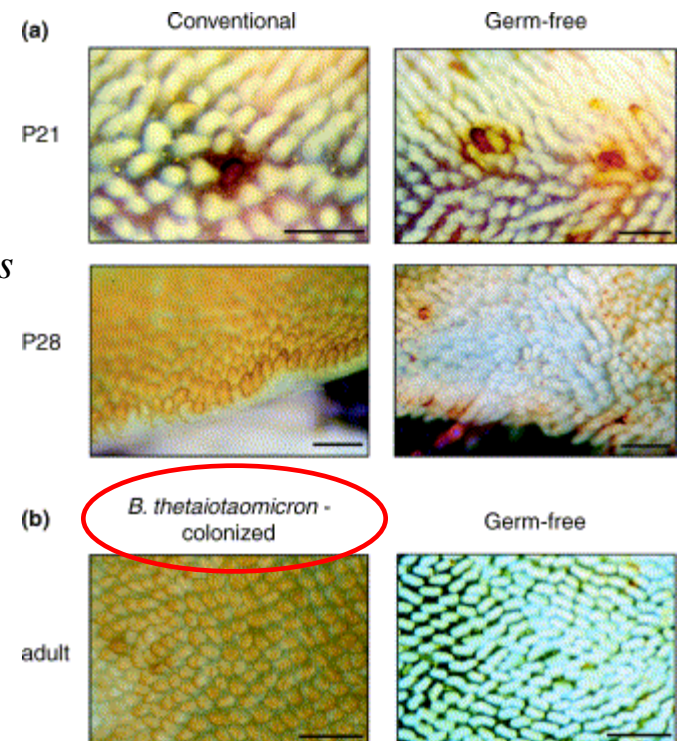 (a)
Conventional
Germ-free
P21
s
P28
(b)
B. thetaiotaomicron -
colonized
Germ-free
adult